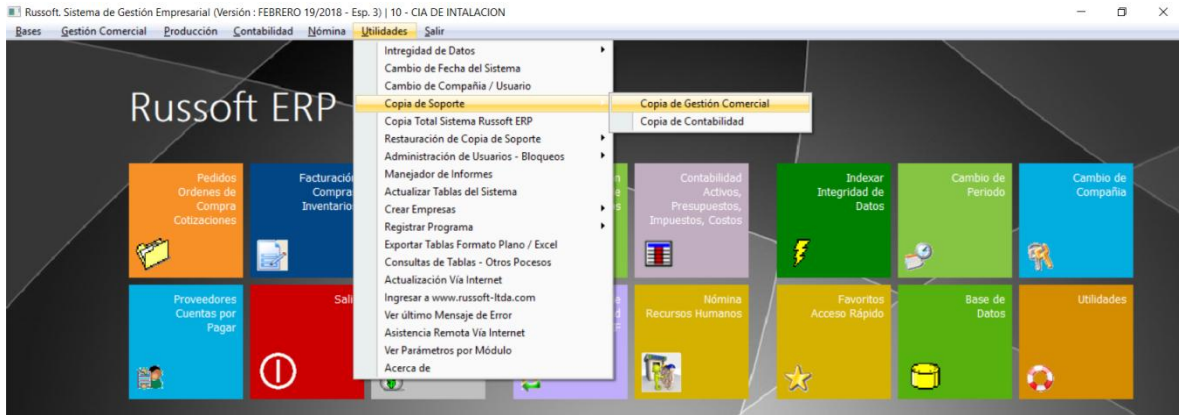 Russoft. Sistema de Gestión Empresarial (Versión : FEBRERO 19/2018 - Esp. 3) | 10 - CIA DE INTALACION
Bases Gestión Comercial Producción Contabilidad Nómina Utilidades Salir
Intregidad de Datos
Cambio de Fecha del Sistema
Cambio de Compañia / Usuario
Copia de Soporte
Copia Total Sistema Russoft ERP
Restauración de Copia de Soporte
Administración de Usuarios - Bloqueos
Manejador de Informes
Actualizar Tablas del Sistema
Crear Empresas
Registrar Programa
Exportar Tablas Formato Plano / Excel
Consultas de Tablas - Otros Pocesos
Actualización Vía Internet
Ingresar a www.russoft-ltda.com
Ver último Mensaje de Error
Asistencia Remota Vía Internet
Ver Parámetros por Módulo
Acerca de
Copia de Gestión Comercial
Copia de Contabilidad
Russoft ERP
Pedidos
Ordenes de
Compra
Cotizaciones
Facturación
Compra
Inventario
Contabilidad
Activos,
Presupuestos,
Impuestos, Costos
Indexar
Integridad de
Datos
Cambio de
Periodo
Cambio de
Compañia
Proveedores
Cuentas por
Pagar
Sali
Nómina
Recursos Humanos
Favoritos
Acceso Rápido
Base de
Datos
Utilidades